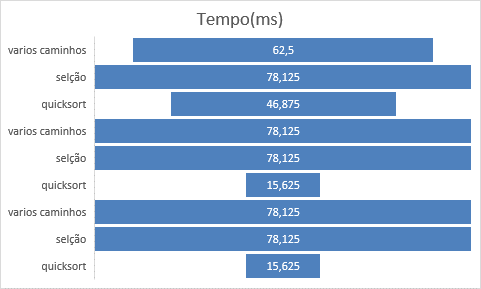 Tempo(ms)
varios caminhos 62,5
selção 78,125
quicksort 46,875
varios caminhos 78,125
selção 78,125
quicksort 15,625
varios caminhos 78,125
selção 78,125
quicksort 15,625